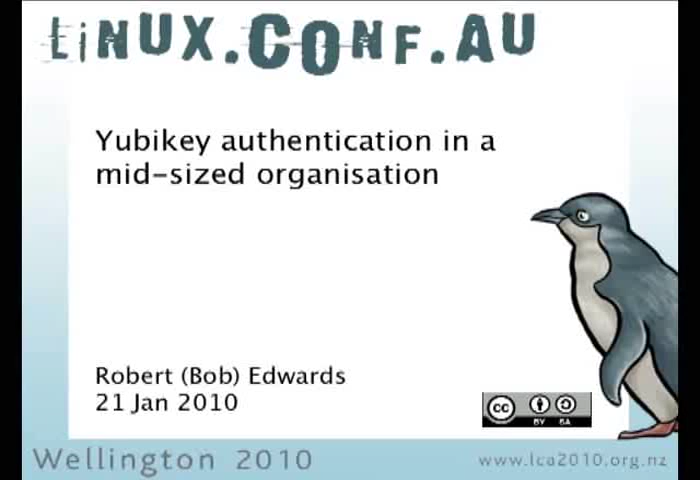 LiNUX.CONF.AU
Yubikey authentication in a
mid-sized organisation
Robert (Bob) Edwards
21 Jan 2010
cc
BY SA
Wellington 2010
www.lca2010.org.nz